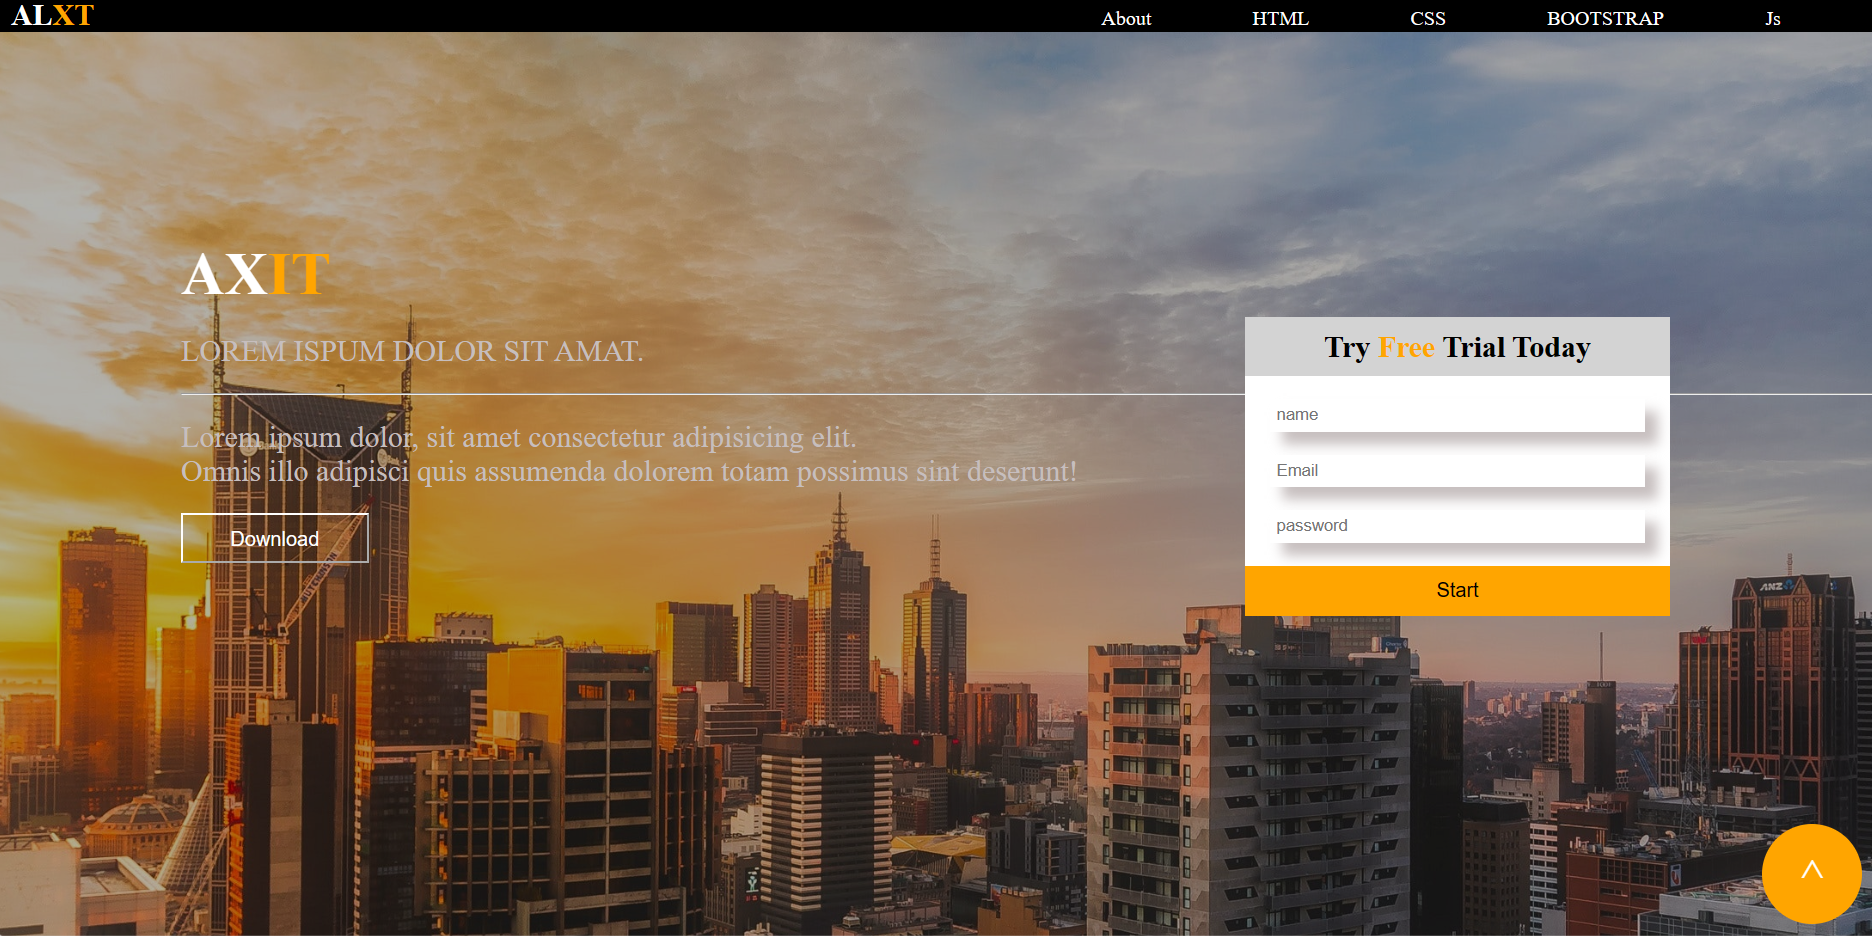 ALXT
About HTML CSS BOOTSTRAP Js
AXIT
LOREM ISPUM DOLOR SIT AMAT.
Lorem ipsum dolor, sit amet consectetur adipisicing elit.
Omnis illo adipisci quis assumenda dolorem totam possimus sint deserunt!
Download
Try Free Trial Today
name
Email
password
Start
ANZ